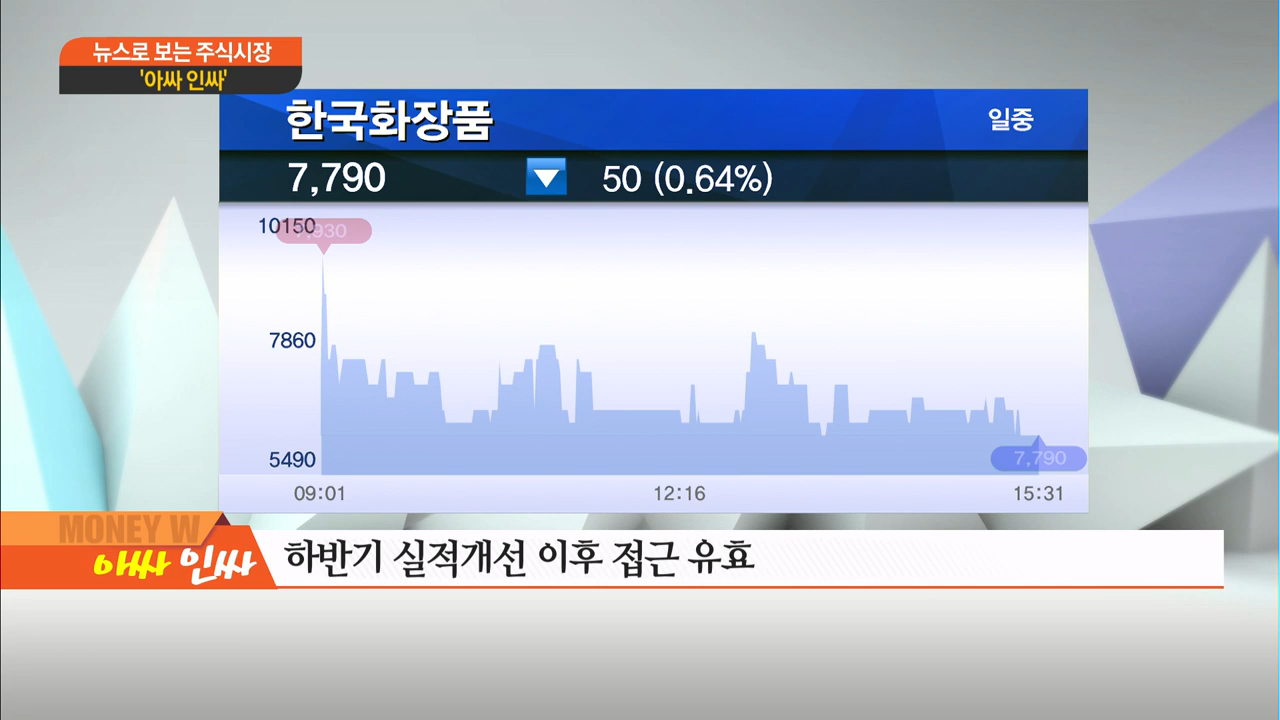 뉴스로 보는 주식시장
'아싸 인싸'
한국화장품
일중
7,790
50 (0.64%)
10150
7,930
7860
5490
7,790
09:01
12:16
15:31
MONEY W
아싸 인싸
하반기 실적개선 이후 접근 유효